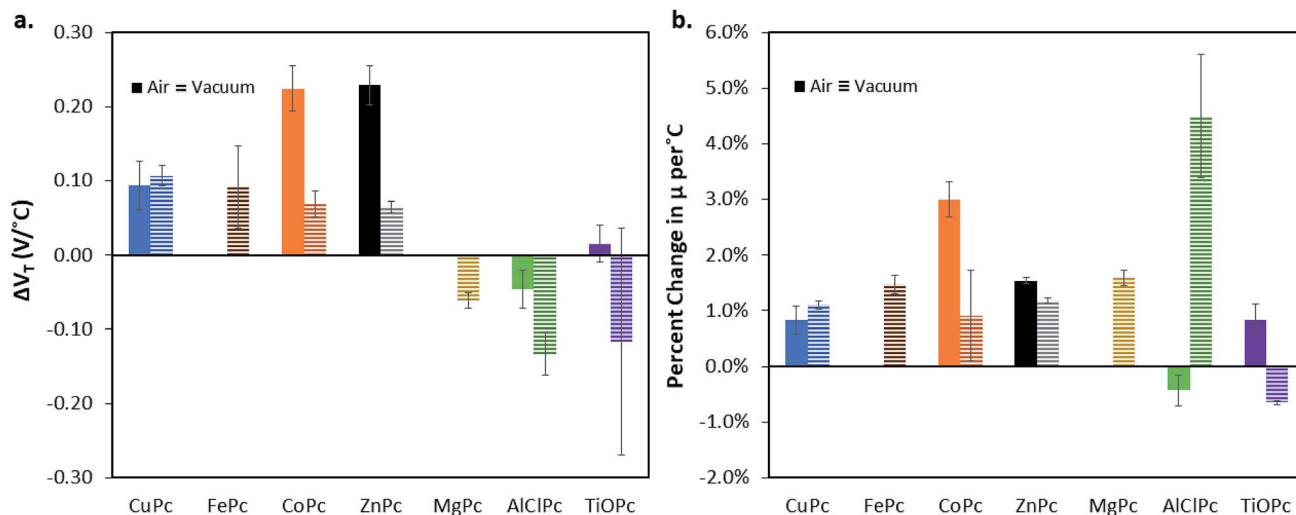 a.
ΔV_T (V/°C)
0.30
0.20
0.10
0.00
-0.10
-0.20
-0.30
Air Vacuum
CuPc FePc CoPc ZnPc MgPc AlClPc TiOPc
b.
Percent Change in μ per°C
6.0%
5.0%
4.0%
3.0%
2.0%
1.0%
0.0%
-1.0%
-2.0%
Air Vacuum
CuPc FePc CoPc ZnPc MgPc AlClPc TiOPc